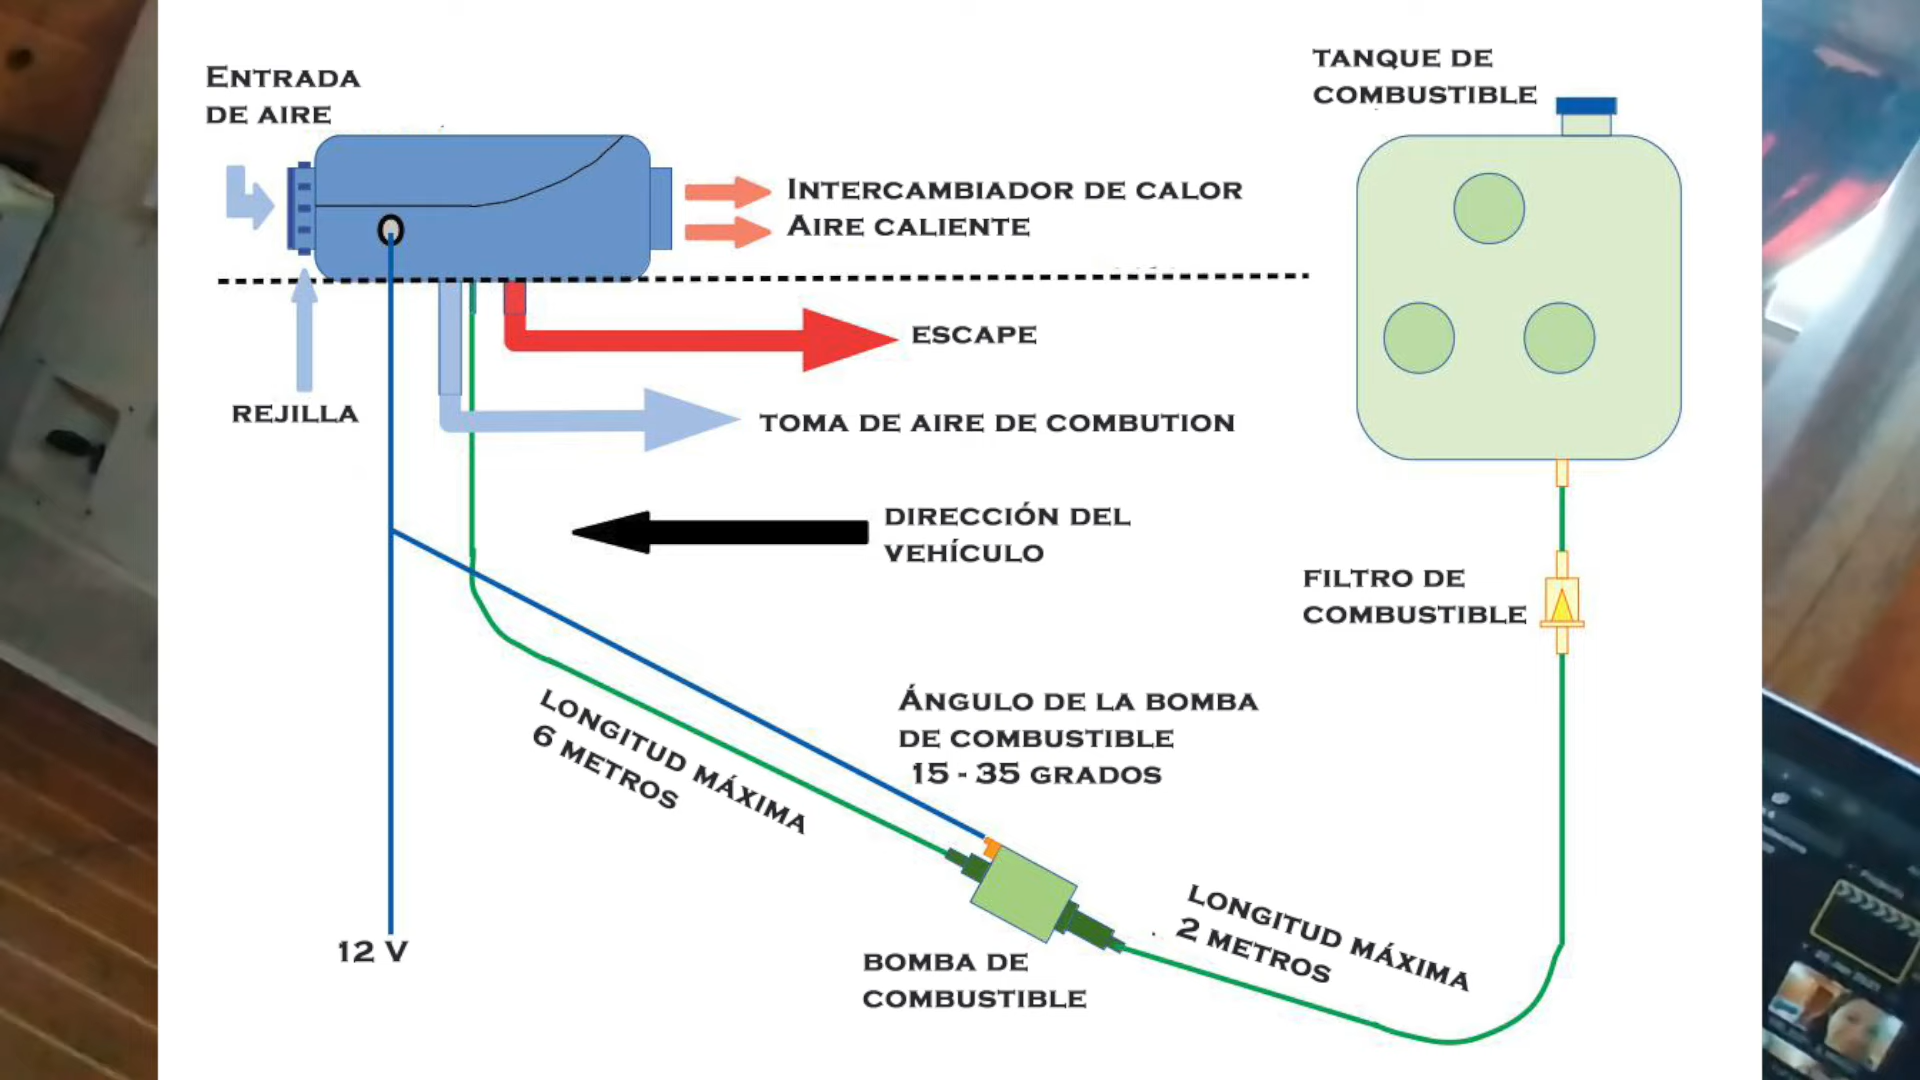 ENTRADA
DE AIRE
TANQUE DE
COMBUSTIBLE
INTERCAMBIADOR DE CALOR
AIRE CALIENTE
ESCAPE
REJILLA
TOMA DE AIRE DE COMBUTION
DIRECCIÓN DEL
VEHÍCULO
FILTRO DE
COMBUSTIBLE
LONGITUD MÁXIMA
6 METROS
ÁNGULO DE LA BOMBA
DE COMBUSTIBLE
15 - 35 GRADOS
LONGITUD MÁXIMA
2 METROS
12 V
BOMBA DE
COMBUSTIBLE